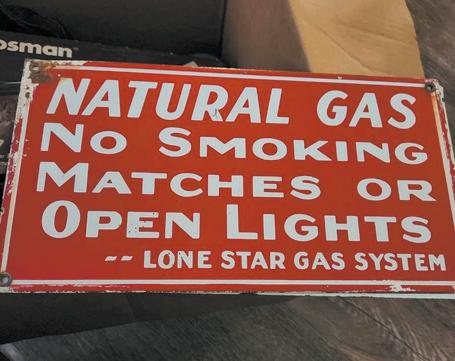 osman
NATURAL GAS
NO SMOKING
MATCHES OR
OPEN LIGHTS
-- LONE STAR GAS SYSTEM